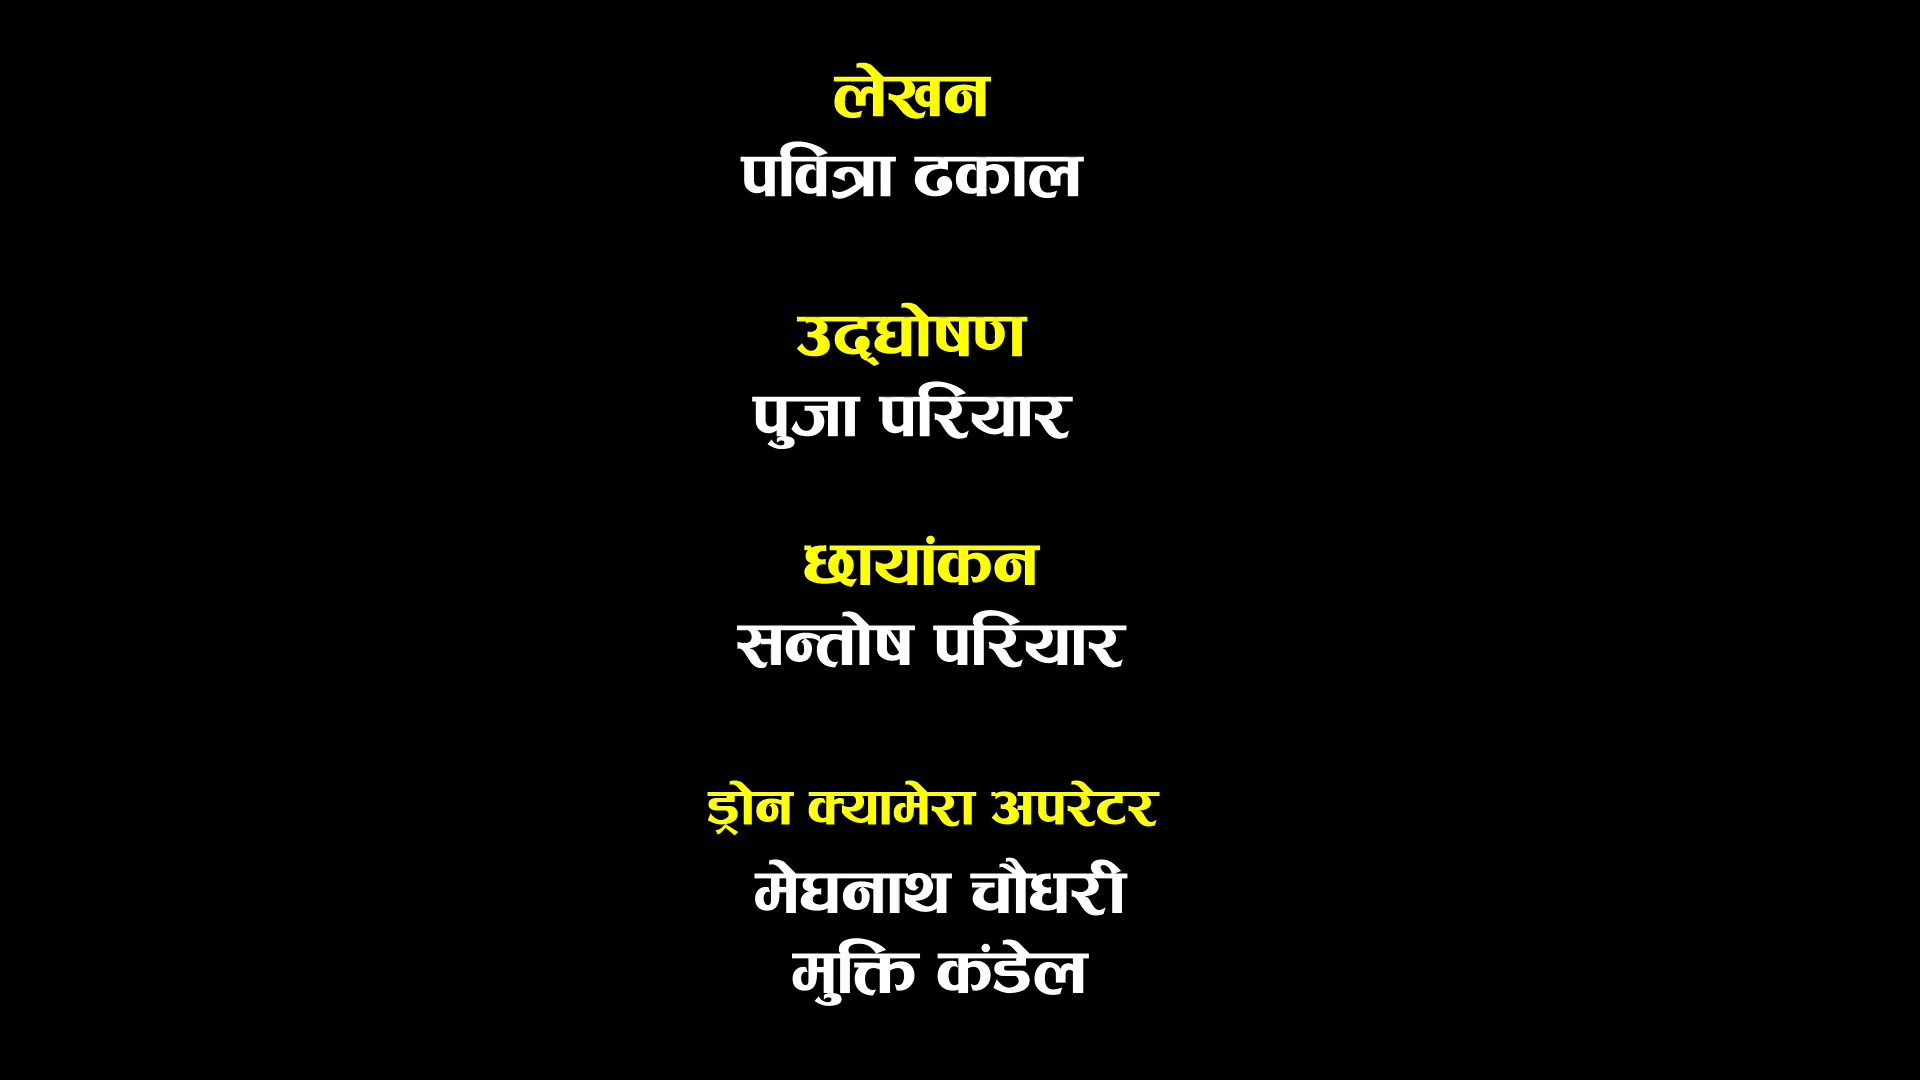 लेखन
पवित्रा ढकाल
उद्घोषण
पुजा परियार
छायांकन
सन्तोष परियार
ड्रोन क्यामेरा अपरेटर
मेघनाथ चौधरी
मुक्ति कंडेल